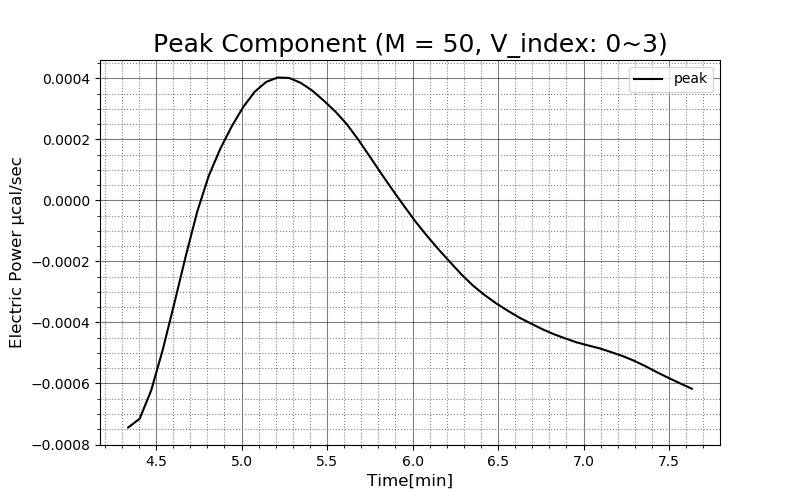 Peak Component (M = 50, V_index: 0~3)
peak
Electric Power μcal/sec
0.0004
0.0002
0.0000
−0.0002
−0.0004
−0.0006
−0.0008
4.5 5.0 5.5 6.0 6.5 7.0 7.5
Time[min]